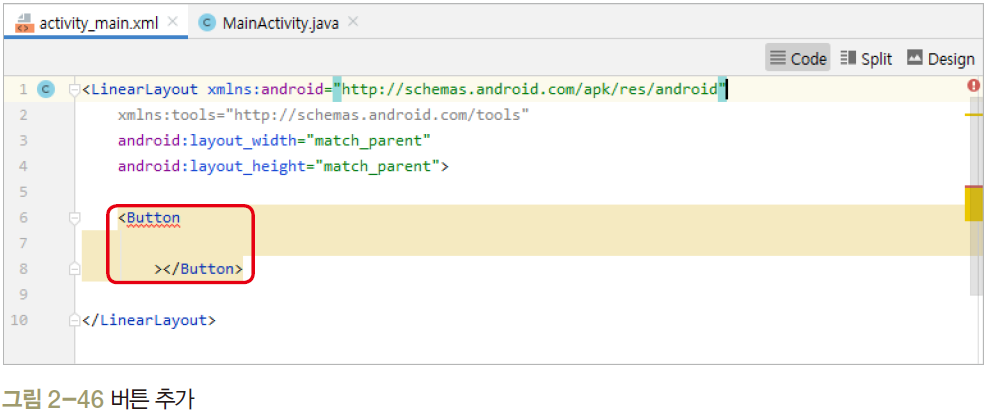 activity_main.xml MainActivity.java
Code Split Design
1 <LinearLayout xmlns:android="http://schemas.android.com/apk/res/android"
2 xmlns:tools="http://schemas.android.com/tools"
3 android:layout_width="match_parent"
4 android:layout_height="match_parent">
5
6 <Button
7
8 ></Button>
9
10 </LinearLayout>
그림 2-46 버튼 추가